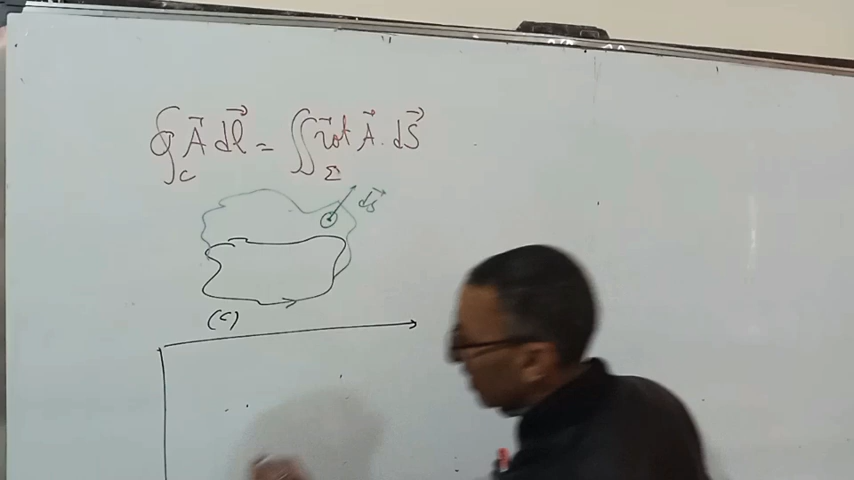 ∮_C A⃗ dl⃗ = ∬_Σ rot⃗ A⃗ . dS⃗
dS⃗
(C)